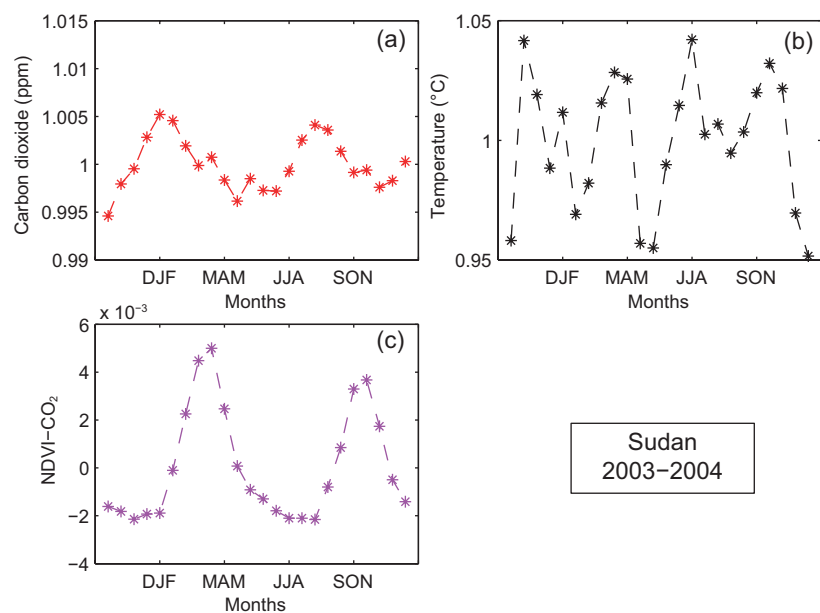 (a)
Carbon dioxide (ppm)
1.015
1.01
1.005
1
0.995
0.99
DJF MAM JJA SON
Months
(b)
Temperature (°C)
1.05
1
0.95
DJF MAM JJA SON
Months
x 10⁻³
(c)
NDVI−CO₂
6
4
2
0
−2
−4
DJF MAM JJA SON
Months
Sudan
2003−2004